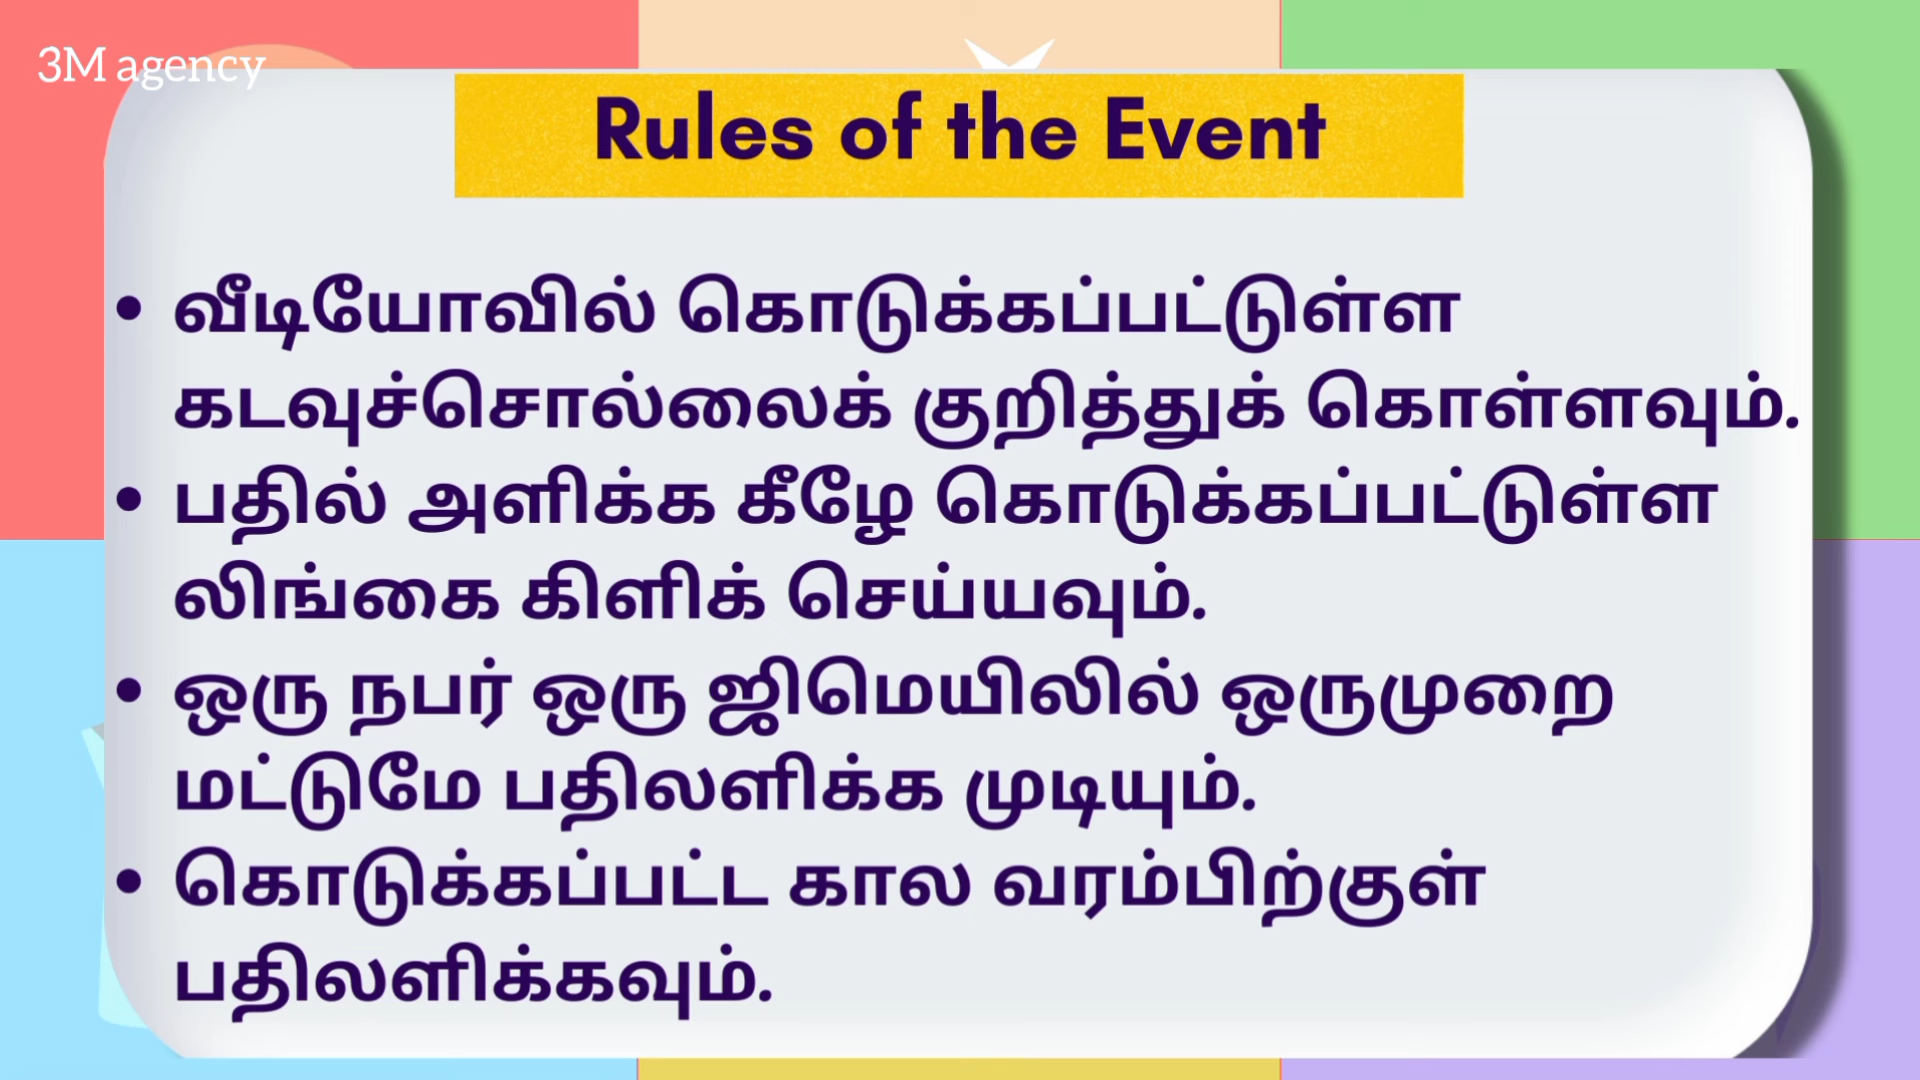 3M agency
Rules of the Event
• வீடியோவில் கொடுக்கப்பட்டுள்ள
கடவுச்சொல்லைக் குறித்துக் கொள்ளவும்.
• பதில் அளிக்க கீழே கொடுக்கப்பட்டுள்ள
லிங்கை கிளிக் செய்யவும்.
• ஒரு நபர் ஒரு ஜிமெயிலில் ஒருமுறை
மட்டுமே பதிலளிக்க முடியும்.
• கொடுக்கப்பட்ட கால வரம்பிற்குள்
பதிலளிக்கவும்.